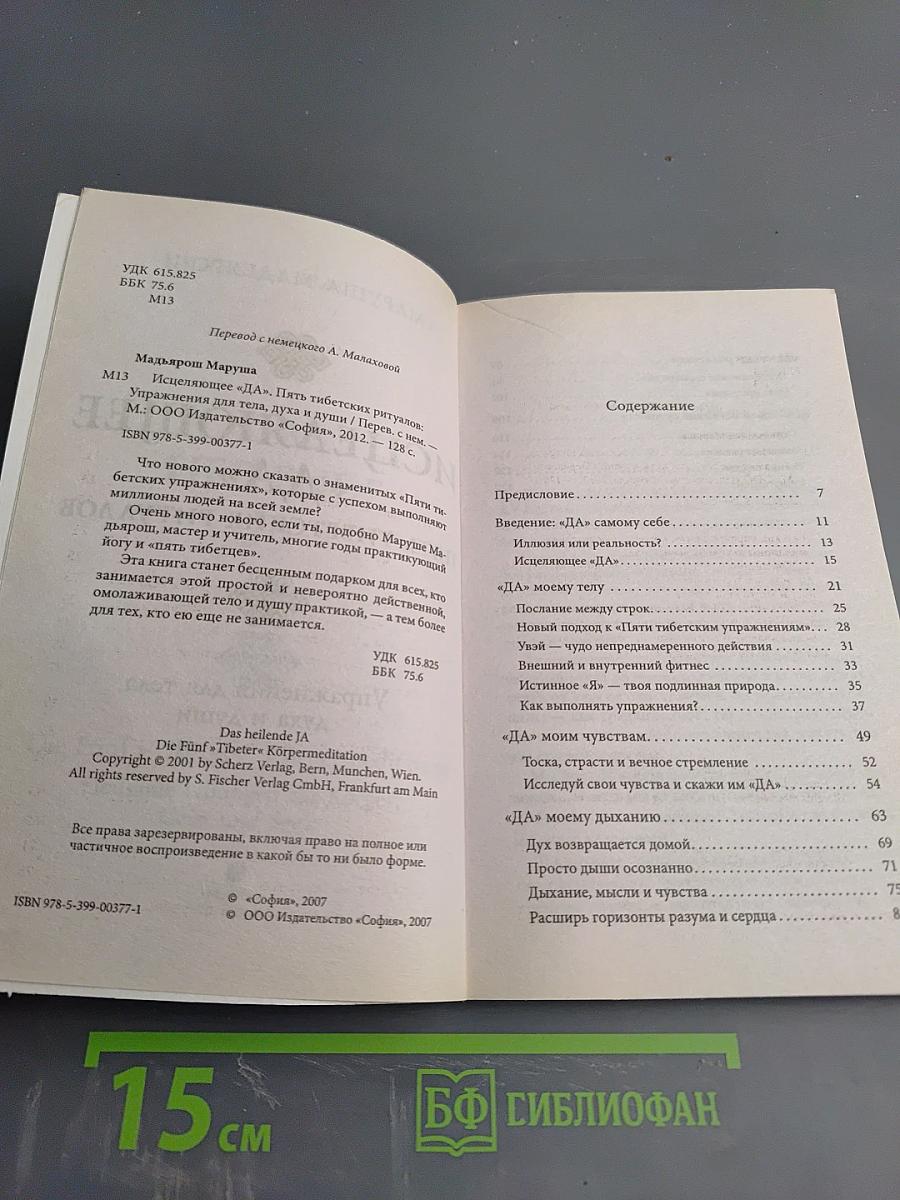 УДК 615.825
ББК 75.6
М13
Перевод с немецкого А. Малаховой
Мадьярош Маруша
М13 Исцеляющее «ДА». Пять тибетских ритуалов:
Упражнения для тела, духа и души / Перев. с нем. —
М.: ООО Издательство «София», 2012. — 128 с.
ISBN 978-5-399-00377-1
Что нового можно сказать о знаменитых «Пяти ти-
бетских упражнениях», которые с успехом выполняют
миллионы людей на всей земле?
Очень много нового, если ты, подобно Маруше Ма-
дьярош, мастер и учитель, многие годы практикующий
йогу и «пять тибетцев».
Эта книга станет бесценным подарком для всех, кто
занимается этой простой и невероятно действенной,
омолаживающей тело и душу практикой, — а тем более
для тех, кто ею еще не занимается.
УДК 615.825
ББК 75.6
Das heilende JA
Die Fünf »Tibeter« Körpermeditation
Copyright © 2001 by Scherz Verlag, Bern, Munchen, Wien.
All rights reserved by S. Fischer Verlag CmbH, Frankfurt am Main
Все права зарезервированы, включая право на полное или
частичное воспроизведение в какой бы то ни было форме.
ISBN 978-5-399-00377-1
© «София», 2007
© ООО Издательство «София», 2007
Содержание
Предисловие 7
Введение: «ДА» самому себе 11
Иллюзия или реальность? 13
Исцеляющее «ДА» 15
«ДА» моему телу 21
Послание между строк 25
Новый подход к «Пяти тибетским упражнениям» 28
Увэй — чудо непреднамеренного действия 31
Внешний и внутренний фитнес 33
Истинное «Я» — твоя подлинная природа 35
Как выполнять упражнения? 37
«ДА» моим чувствам 49
Тоска, страсти и вечное стремление 52
Исследуй свои чувства и скажи им «ДА» 54
«ДА» моему дыханию 63
Дух возвращается домой 69
Просто дыши осознанно 71
Дыхание, мысли и чувства 75
Расширь горизонты разума и сердца
15 см
БФ
СИБЛИОФАН